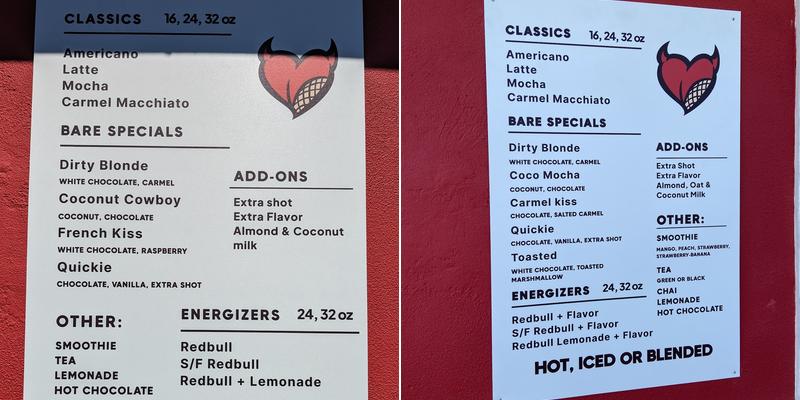 CLASSICS 16, 24, 32 oz
Americano
Latte
Mocha
Carmel Macchiato
BARE SPECIALS
Dirty Blonde
WHITE CHOCOLATE, CARMEL
Coconut Cowboy
COCONUT, CHOCOLATE
French Kiss
WHITE CHOCOLATE, RASPBERRY
Quickie
CHOCOLATE, VANILLA, EXTRA SHOT
ADD-ONS
Extra shot
Extra Flavor
Almond & Coconut
milk
OTHER:
SMOOTHIE
TEA
LEMONADE
HOT CHOCOLATE
ENERGIZERS 24, 32 oz
Redbull
S/F Redbull
Redbull + Lemonade
CLASSICS 16, 24, 32 oz
Americano
Latte
Mocha
Carmel Macchiato
BARE SPECIALS
Dirty Blonde
WHITE CHOCOLATE, CARMEL
Coco Mocha
COCONUT, CHOCOLATE
Carmel kiss
CHOCOLATE, SALTED CARMEL
Quickie
CHOCOLATE, VANILLA, EXTRA SHOT
Toasted
WHITE CHOCOLATE, TOASTED
MARSHMALLOW
ADD-ONS
Extra Shot
Extra Flavor
Almond, Oat &
Coconut Milk
OTHER:
SMOOTHIE
MANGO, PEACH, STRAWBERRY,
STRAWBERRY-BANANA
TEA
GREEN OR BLACK
CHAI
LEMONADE
HOT CHOCOLATE
ENERGIZERS 24, 32 oz
Redbull + Flavor
S/F Redbull + Flavor
Redbull Lemonade + Flavor
HOT, ICED OR BLENDED